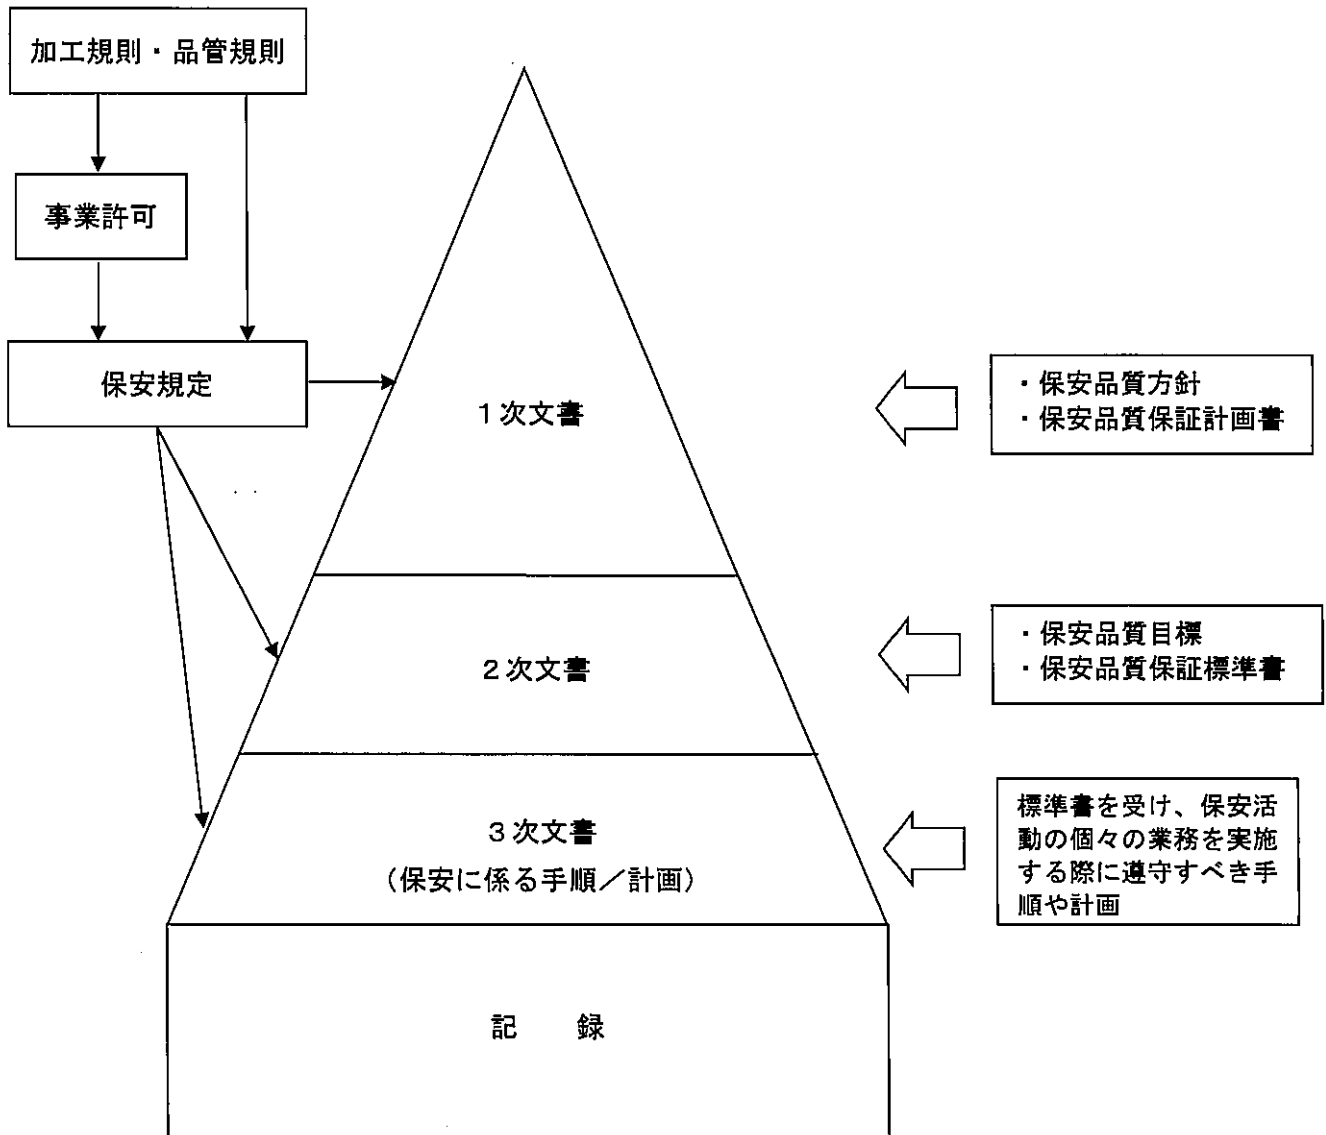 加工規則・品管規則
事業許可
保安規定
１次文書
・保安品質方針
・保安品質保証計画書
２次文書
・保安品質目標
・保安品質保証標準書
３次文書
（保安に係る手順／計画）
標準書を受け、保安活
動の個々の業務を実施
する際に遵守すべき手
順や計画
記　　録